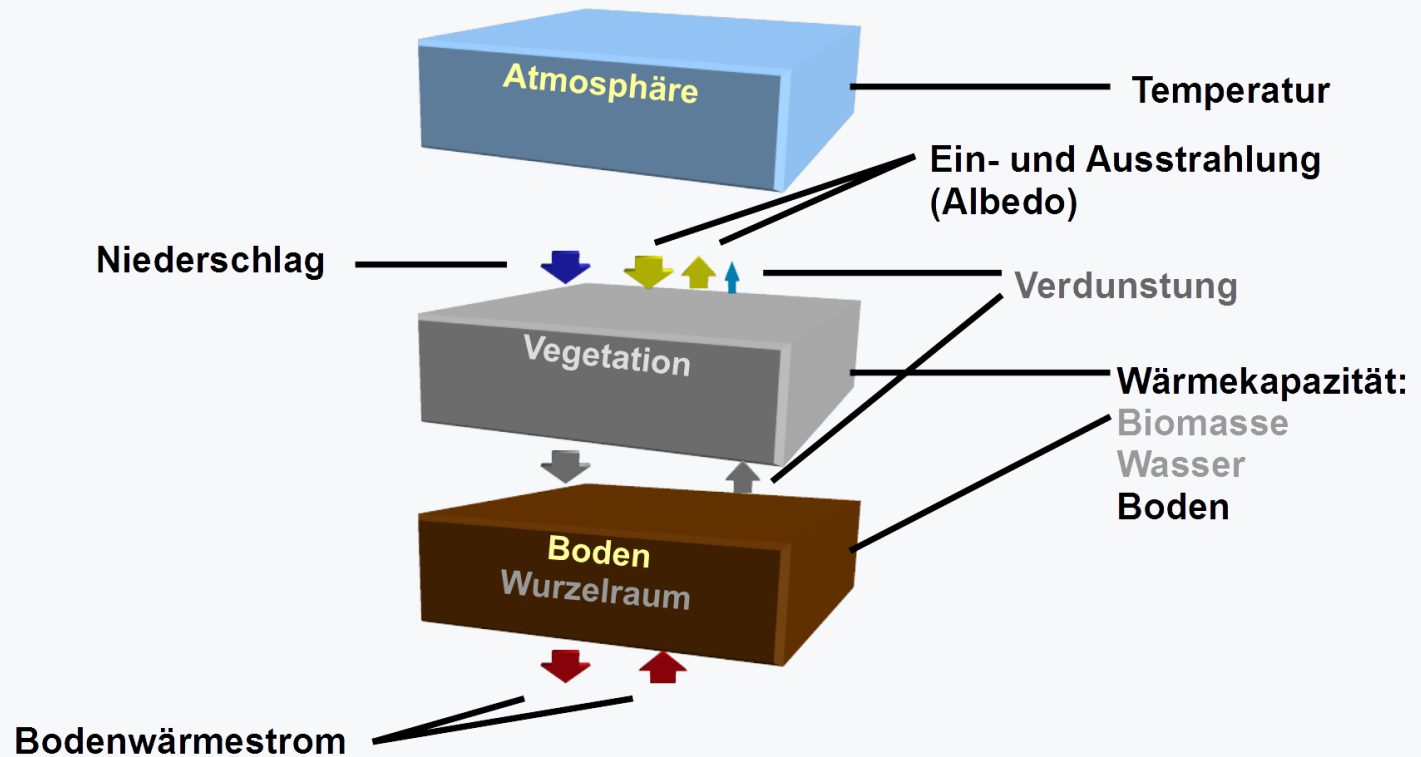 Atmosphäre
Temperatur
Ein- und Ausstrahlung
(Albedo)
Niederschlag
Verdunstung
Vegetation
Wärmekapazität:
Biomasse
Wasser
Boden
Boden
Wurzelraum
Bodenwärmestrom